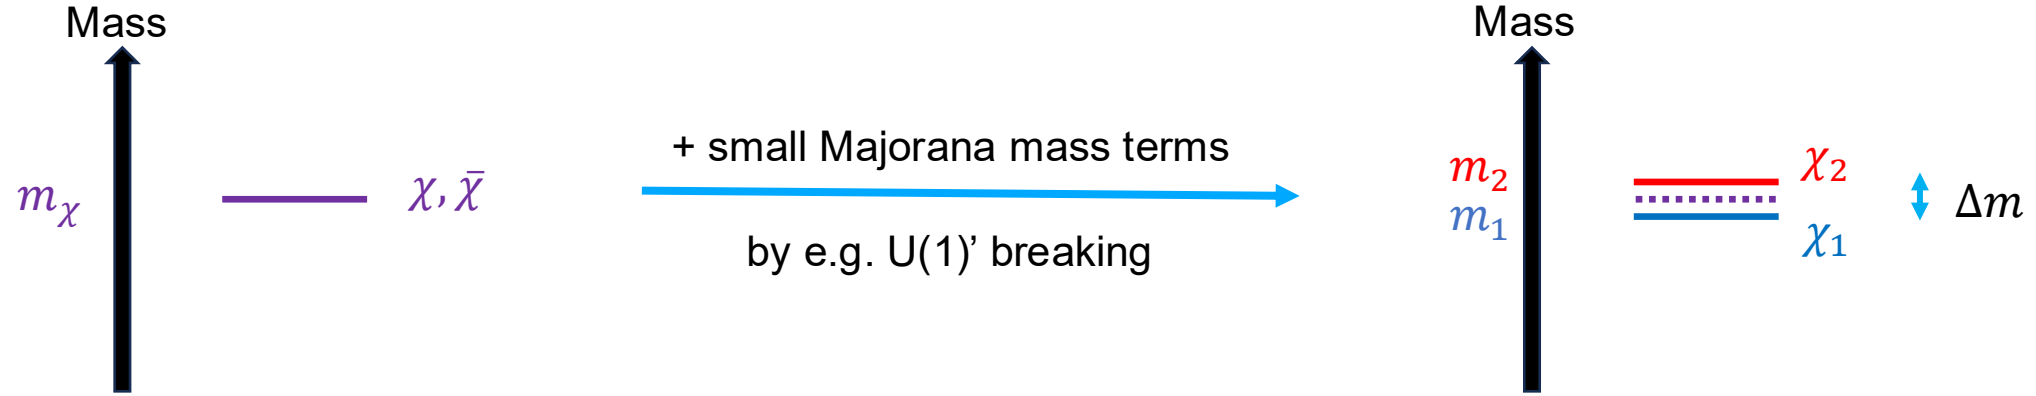 Mass
m_χ
χ, χ̄
+ small Majorana mass terms
by e.g. U(1)’ breaking
Mass
m₂
m₁
χ₂
χ₁
Δm